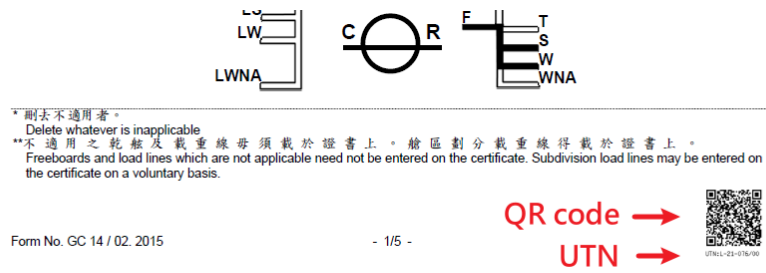 LS
LW
LWNA
C R
F
T
S
W
WNA
* 刪去不適用者。
Delete whatever is inapplicable
**不適用之乾舷及載重線毋須載於證書上。艙區劃分載重線得載於證書上。
Freeboards and load lines which are not applicable need not be entered on the certificate. Subdivision load lines may be entered on
the certificate on a voluntary basis.
QR code
UTN:L-21-076/00
Form No. GC 14 / 02. 2015 - 1/5 -
UTN